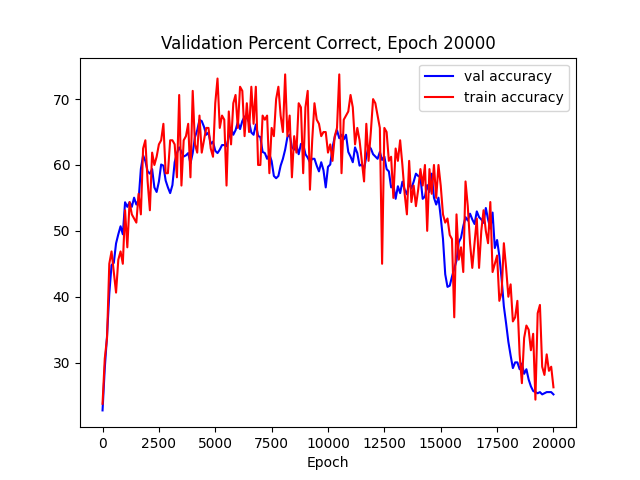 Validation Percent Correct, Epoch 20000
val accuracy
train accuracy
70
60
50
40
30
0 2500 5000 7500 10000 12500 15000 17500 20000
Epoch